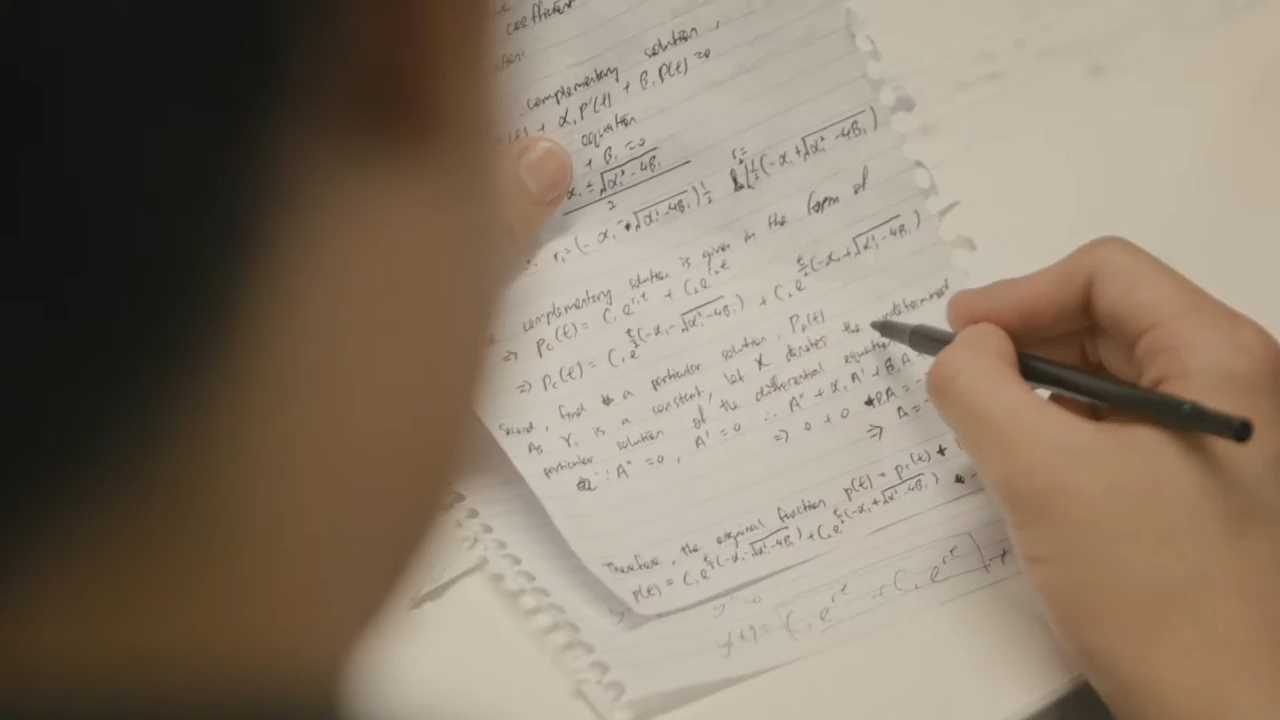 coefficient
complementary solution,
+ α₁P'(t) + β₁P(t) = 0
equation
+ β₁ = 0
α₁ ± √(α₁² - 4β₁) / 2
r₁ = (-α₁ - √(α₁² - 4β₁)) ½ r₂ = ½(-α₁ + √(α₁² - 4β₁))
complementary solution is given in the form of
⇒ Pc(t) = C₁e^(r₁t) + C₂e^(r₂t)
⇒ Pc(t) = C₁e^(t/2(-α₁ - √(α₁² - 4β₁))) + C₂e^(t/2(-α₁ + √(α₁² - 4β₁)))
Second, find a particular solution, Pp(t)
As γ₁ is a constant, let X denotes the undetermined
particular solution of the differential equation
∵ A'' = 0, A' = 0 ∴ A'' + α₁A' + β₁A =
⇒ 0 + 0 + β₁A = -
⇒ A = -
Therefore, the original function p(t) = Pc(t) +
p(t) = C₁e^(t/2(-α₁ - √(α₁² - 4β₁))) + C₂e^(t/2(-α₁ + √(α₁² - 4β₁)))
y(t) = C₁e^(rt) + C₂e^(rt) +